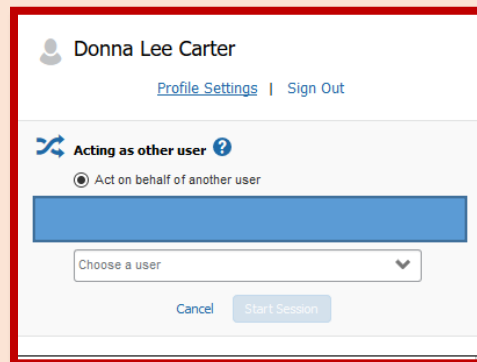 Donna Lee Carter
Profile Settings | Sign Out
Acting as other user ?
Act on behalf of another user
Choose a user
Cancel Start Session